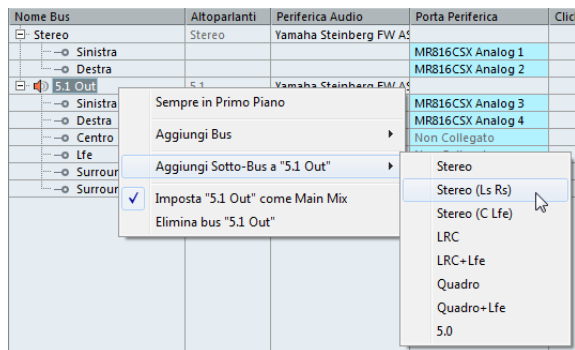 Nome Bus Altoparlanti Periferica Audio Porta Periferica Clic
Stereo Stereo Yamaha Steinberg FW AS
Sinistra MR816CSX Analog 1
Destra MR816CSX Analog 2
5.1 Out 5.1 Yamaha Steinberg FW AS
Sinistra MR816CSX Analog 3
Destra MR816CSX Analog 4
Centro Non Collegato
Lfe
Surroun
Surroun
Sempre in Primo Piano
Aggiungi Bus
Aggiungi Sotto-Bus a "5.1 Out"
Imposta "5.1 Out" come Main Mix
Elimina bus "5.1 Out"
Stereo
Stereo (Ls Rs)
Stereo (C Lfe)
LRC
LRC+Lfe
Quadro
Quadro+Lfe
5.0